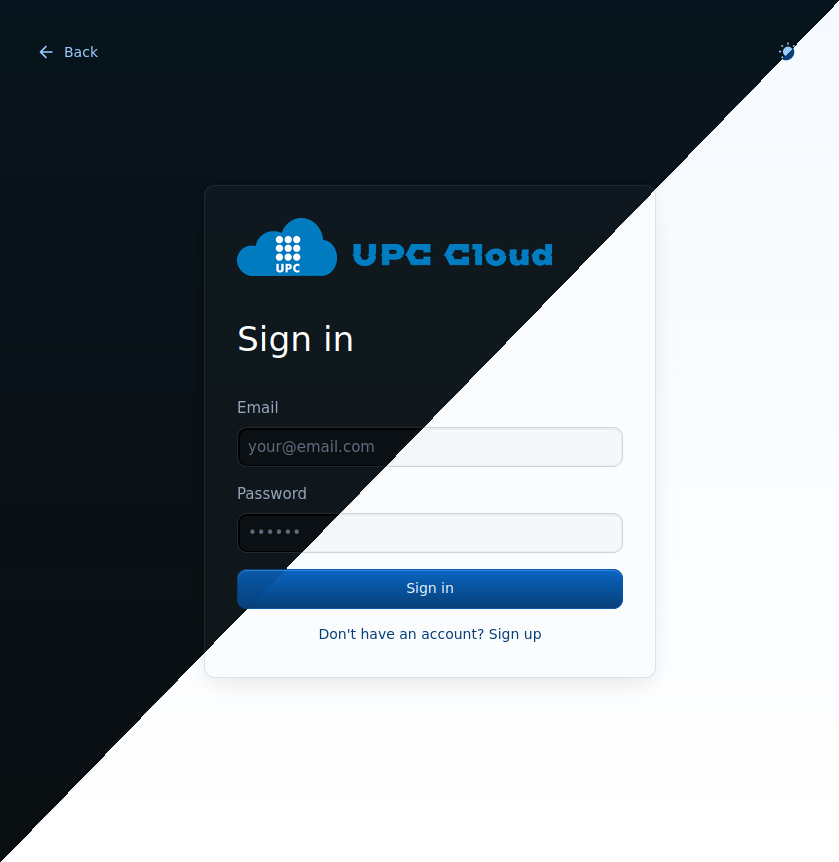 Back
UPC
UPC Cloud
Sign in
Email
your@email.com
Password
••••••
Sign in
Don't have an account? Sign up